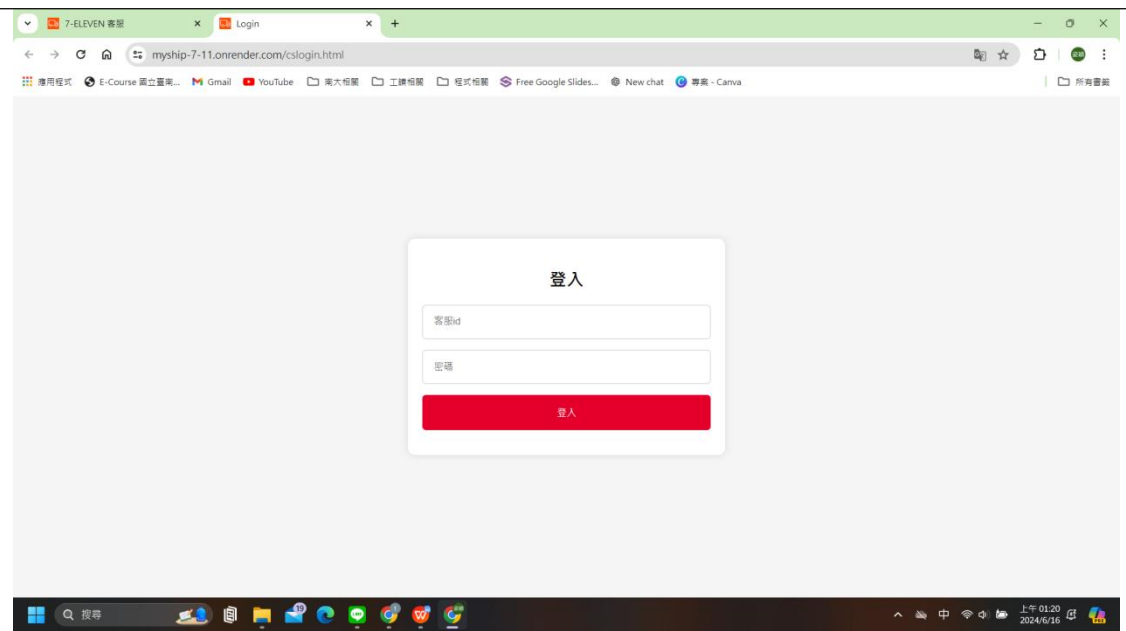 7-ELEVEN 客服
Login
myship-7-11.onrender.com/cslogin.html
應用程式 E-Course 國立臺南... Gmail YouTube 南大相關 工讀相關 程式相關 Free Google Slides... New chat 專案 - Canva 所有書籤
登入
客服id
密碼
登入
搜尋
19
中
上午 01:20
2024/6/16